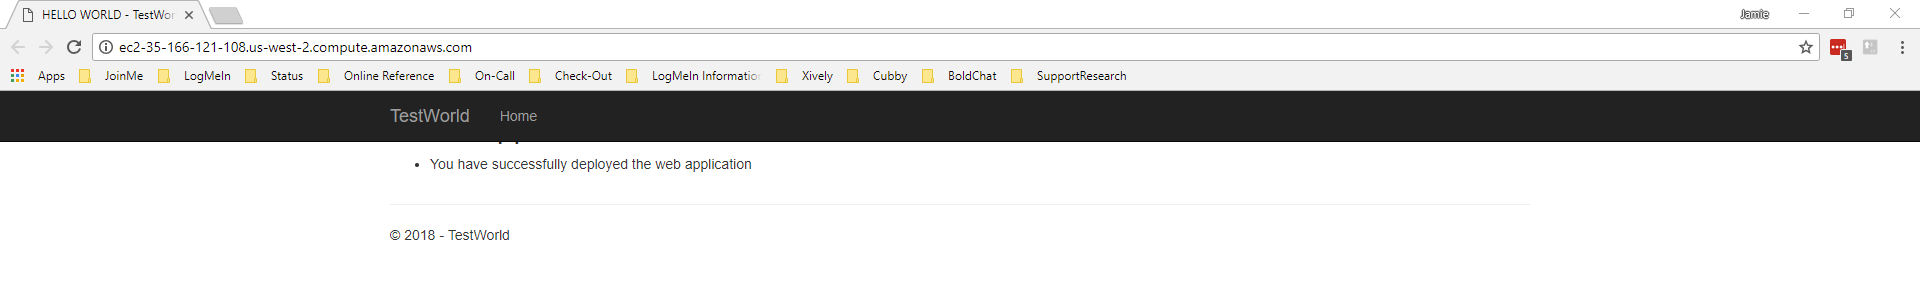 HELLO WORLD - TestWor
Jamie
ec2-35-166-121-108.us-west-2.compute.amazonaws.com
5
Apps JoinMe LogMeIn Status Online Reference On-Call Check-Out LogMeIn Informatio Xively Cubby BoldChat SupportResearch
TestWorld Home
You have successfully deployed the web application
© 2018 - TestWorld